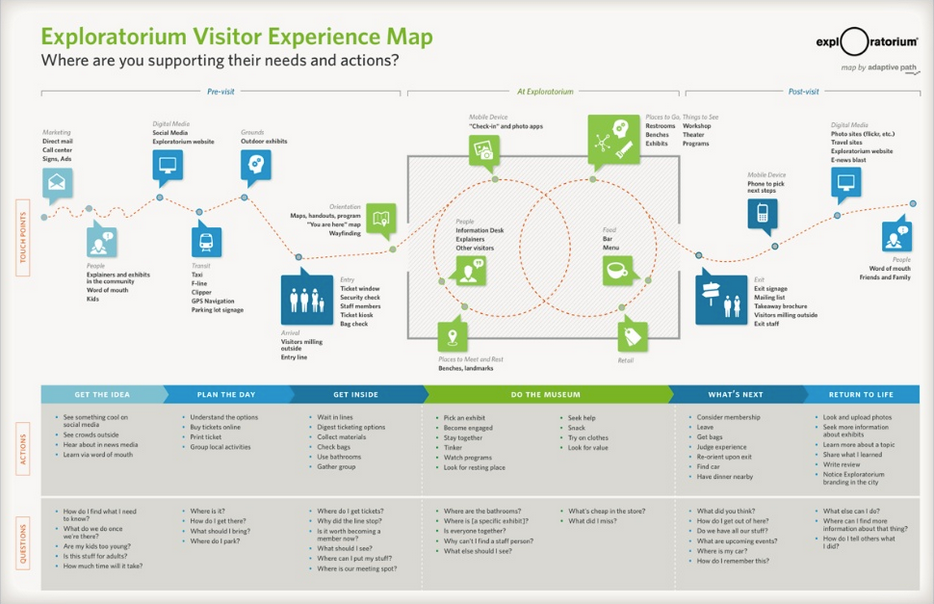 Exploratorium Visitor Experience Map
Where are you supporting their needs and actions?
expl Oratorium®
map by adaptive path
Pre-visit
At Exploratorium
Post-visit
TOUCH POINTS
Marketing
Direct mail
Call center
Signs, Ads
People
Explainers and exhibits
in the community
Word of mouth
Kids
Digital Media
Social Media
Exploratorium website
Transit
Taxi
F-line
Clipper
GPS Navigation
Parking lot signage
Grounds
Outdoor exhibits
Arrival
Visitors milling
outside
Entry line
Entry
Ticket window
Security check
Staff members
Ticket kiosk
Bag check
Orientation
Maps, handouts, program
"You are here" map
Wayfinding
Mobile Device
"Check-in" and photo apps
People
Information Desk
Explainers
Other visitors
Places to Meet and Rest
Benches, landmarks
Places to Go, Things to See
Restrooms
Benches
Exhibits
Workshop
Theater
Programs
Food
Bar
Menu
Retail
Exit
Exit signage
Mailing list
Takeaway brochure
Visitors milling outside
Exit staff
Mobile Device
Phone to pick
next steps
Digital Media
Photo sites (flickr, etc.)
Travel sites
Exploratorium website
E-news blast
People
Word of mouth
Friends and Family
GET THE IDEA
PLAN THE DAY
GET INSIDE
DO THE MUSEUM
WHAT'S NEXT
RETURN TO LIFE
ACTIONS
• See something cool on
social media
• See crowds outside
• Hear about in news media
• Learn via word of mouth
• Understand the options
• Buy tickets online
• Print ticket
• Group local activities
• Wait in lines
• Digest ticketing options
• Collect materials
• Check bags
• Use bathrooms
• Gather group
• Pick an exhibit
• Become engaged
• Stay together
• Tinker
• Watch programs
• Look for resting place
• Seek help
• Snack
• Try on clothes
• Look for value
• Consider membership
• Leave
• Get bags
• Judge experience
• Re-orient upon exit
• Find car
• Have dinner nearby
• Look and upload photos
• Seek more information
about exhibits
• Learn more about a topic
• Share what I learned
• Write review
• Notice Exploratorium
branding in the city
QUESTIONS
• How do I find what I need
to know?
• What do we do once
we're there?
• Are my kids too young?
• Is this stuff for adults?
• How much time will it take?
• Where is it?
• How do I get there?
• What should I bring?
• Where do I park?
• Where do I get tickets?
• Why did the line stop?
• Is it worth becoming a
member now?
• What should I see?
• Where can I put my stuff?
• Where is our meeting spot?
• Where are the bathrooms?
• Where is [a specific exhibit]?
• Is everyone together?
• Why can't I find a staff person?
• What else should I see?
• What's cheap in the store?
• What did I miss?
• What did you think?
• How do I get out of here?
• Do we have all our stuff?
• What are upcoming events?
• Where is my car?
• How do I remember this?
• What else can I do?
• Where can I find more
information about that thing?
• How do I tell others what
I did?